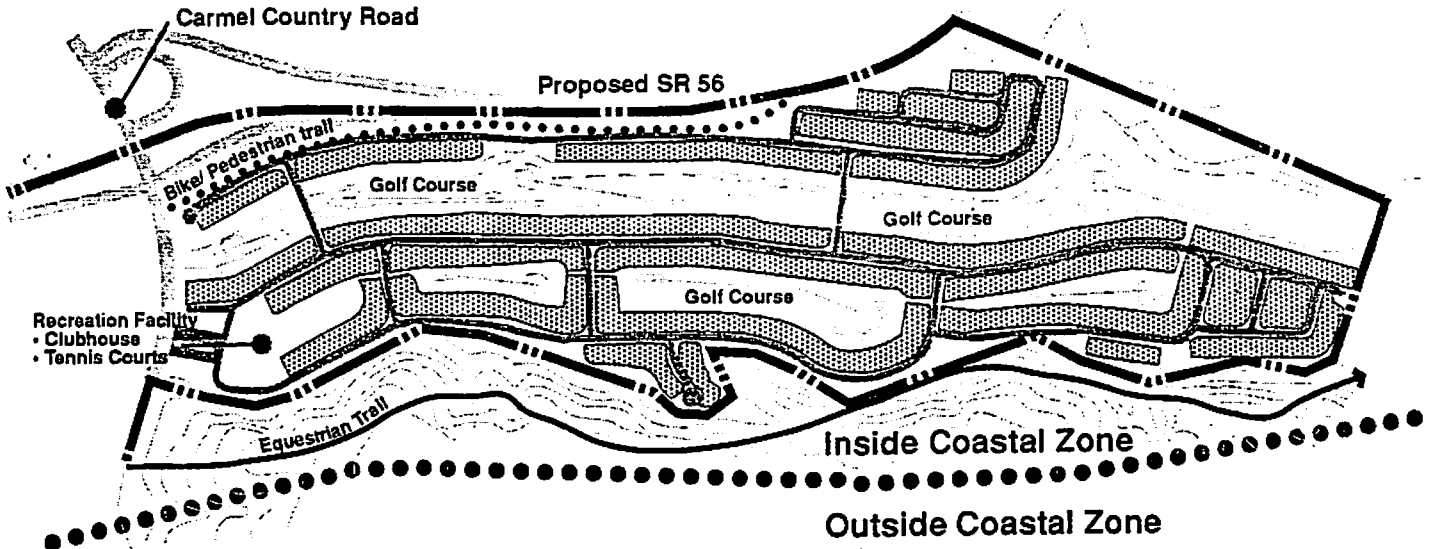 Carmel Country Road
Proposed SR 56
Bike/ Pedestrian trail
Golf Course
Golf Course
Golf Course
Recreation Facility
• Clubhouse
• Tennis Courts
Equestrian Trail
Inside Coastal Zone
Outside Coastal Zone